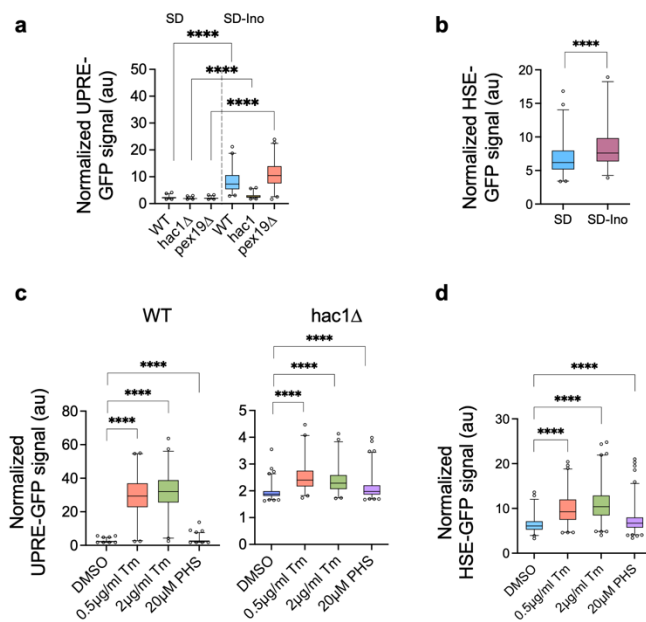 a
SD SD-Ino
****
****
****
Normalized UPRE-
GFP signal (au)
50
40
30
20
10
0
WT
hac1Δ
pex19Δ
WT
hac1
pex19Δ
b
****
Normalized HSE-
GFP signal (au)
20
15
10
5
0
SD SD-Ino
c
WT
****
****
****
Normalized
UPRE-GFP signal (au)
80
60
40
20
0
DMSO
0.5µg/ml Tm
2µg/ml Tm
20µM PHS
hac1Δ
****
****
****
6
5
4
3
2
1
0
DMSO
0.5µg/ml Tm
2µg/ml Tm
20µM PHS
d
****
****
****
Normalized
HSE-GFP signal (au)
30
20
10
0
DMSO
0.5µg/ml Tm
2µg/ml Tm
20µM PHS